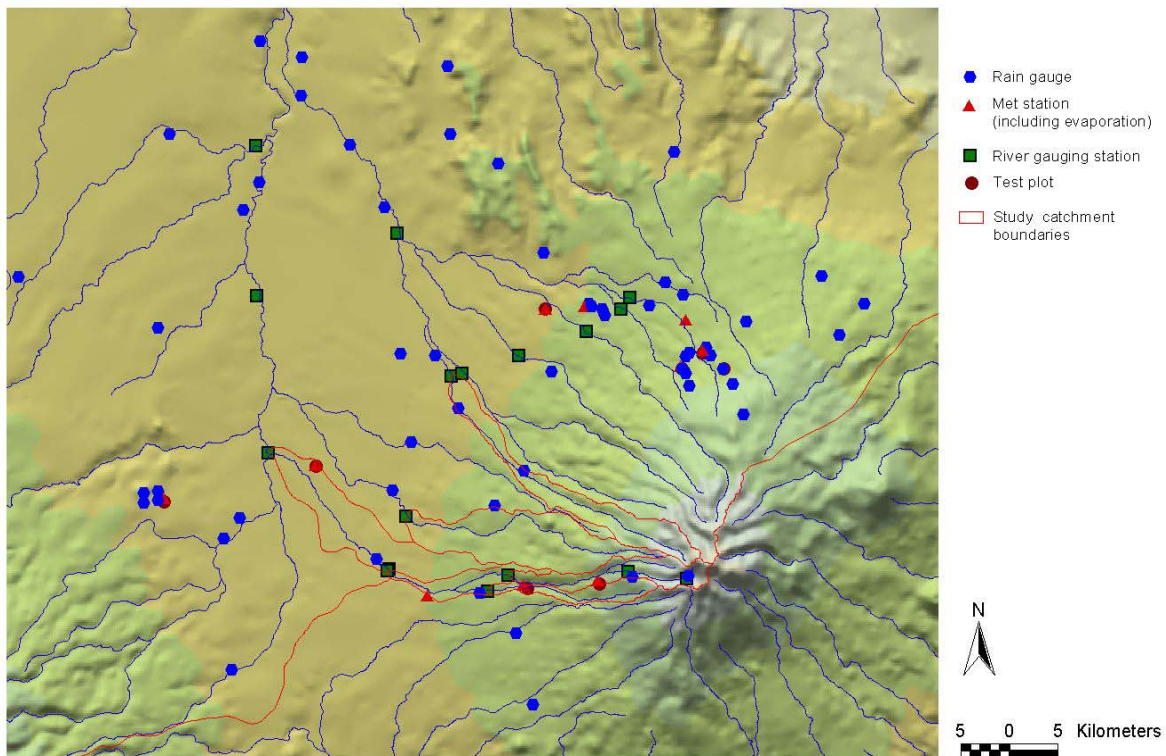 Rain gauge
Met station
(including evaporation)
River gauging station
Test plot
Study catchment
boundaries
N
5 0 5 Kilometers